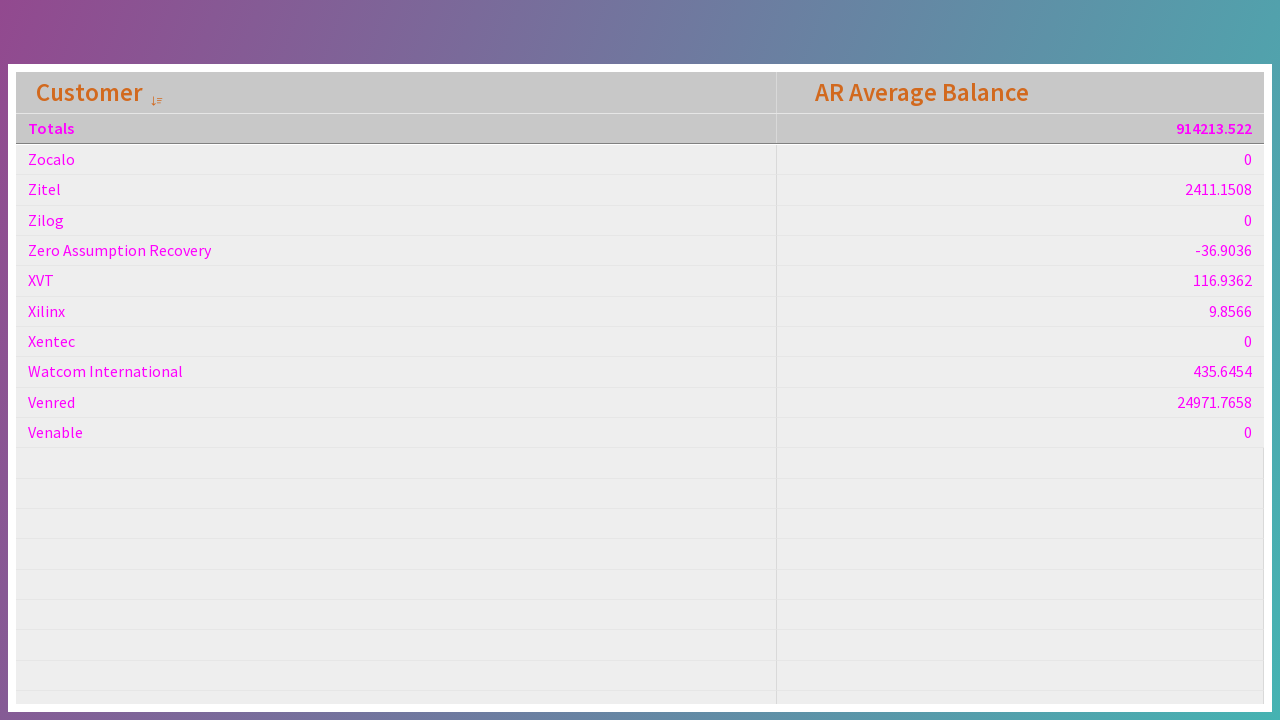 Customer AR Average Balance
Totals 914213.522
Zocalo 0
Zitel 2411.1508
Zilog 0
Zero Assumption Recovery -36.9036
XVT 116.9362
Xilinx 9.8566
Xentec 0
Watcom International 435.6454
Venred 24971.7658
Venable 0